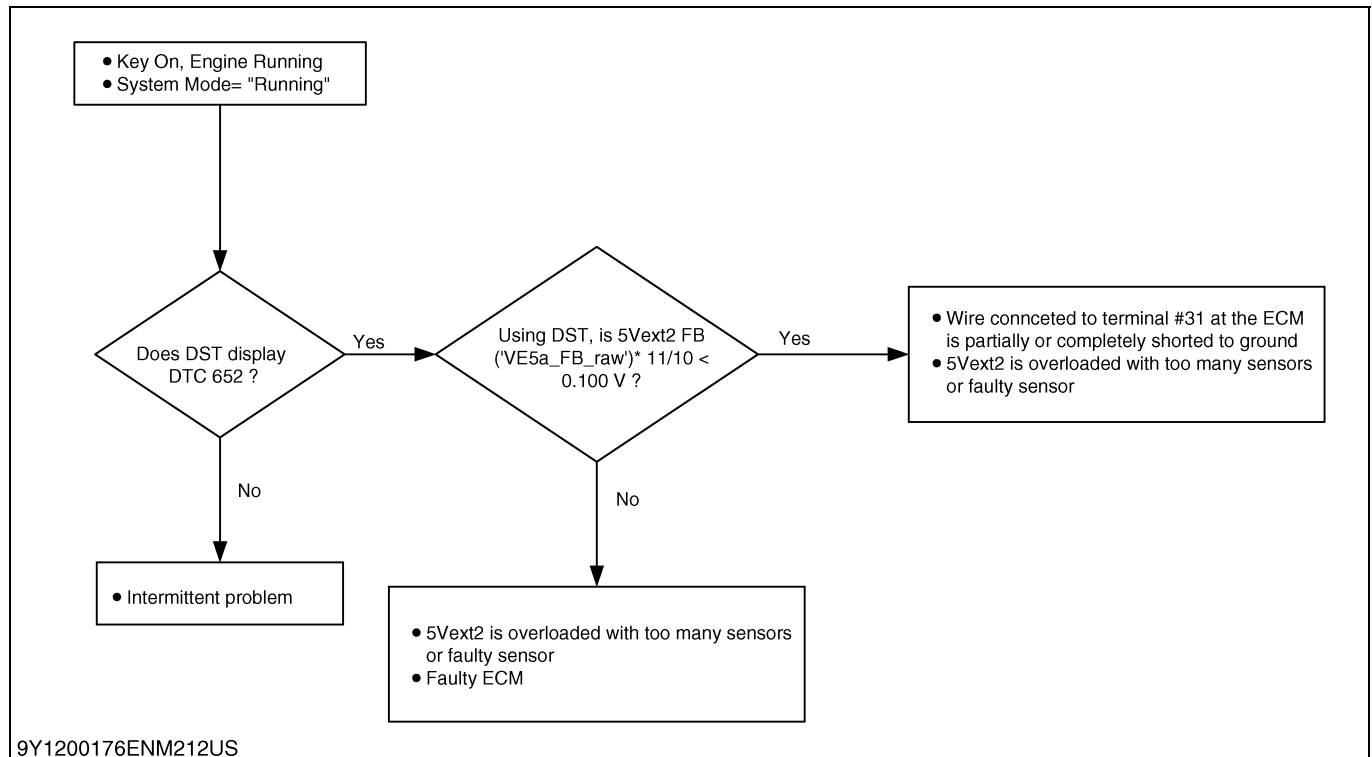 ● Key On, Engine Running
● System Mode= "Running"
Does DST display
DTC 652 ?
Yes
Using DST, is 5Vext2 FB
('VE5a_FB_raw')* 11/10 <
0.100 V ?
Yes
● Wire connceted to terminal #31 at the ECM
is partially or completely shorted to ground
● 5Vext2 is overloaded with too many sensors
or faulty sensor
No
No
● Intermittent problem
● 5Vext2 is overloaded with too many sensors
or faulty sensor
● Faulty ECM
9Y1200176ENM212US